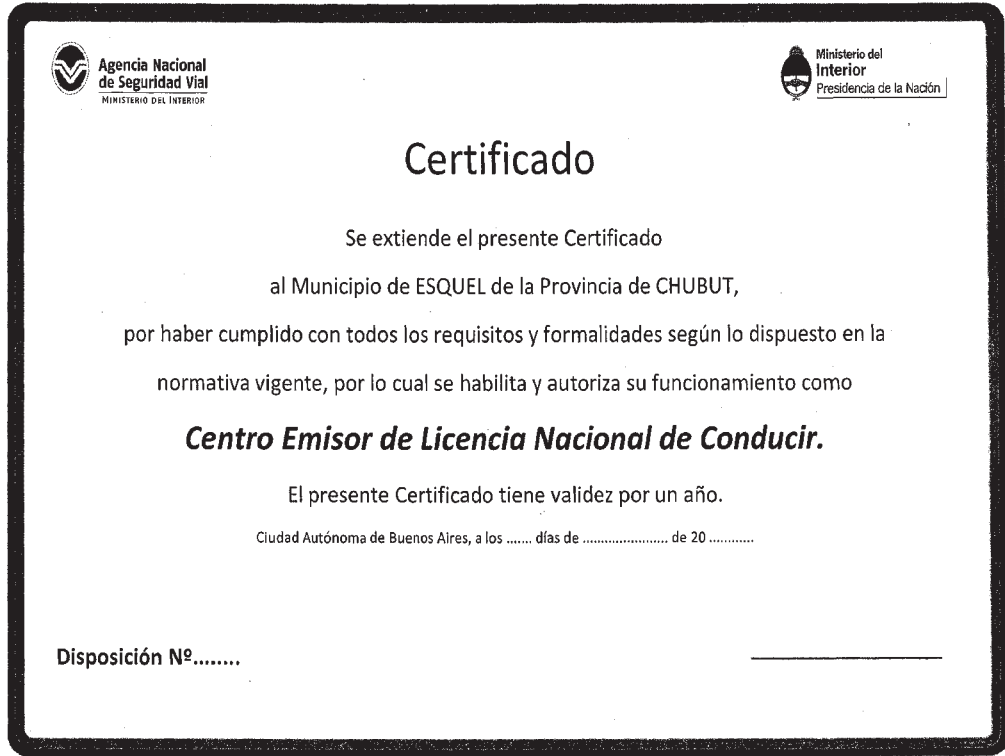 Agencia Nacional
de Seguridad Vial
MINISTERIO DEL INTERIOR
Ministerio del
Interior
Presidencia de la Nación
Certificado
Se extiende el presente Certificado
al Municipio de ESQUEL de la Provincia de CHUBUT,
por haber cumplido con todos los requisitos y formalidades según lo dispuesto en la
normativa vigente, por lo cual se habilita y autoriza su funcionamiento como
Centro Emisor de Licencia Nacional de Conducir.
El presente Certificado tiene validez por un año.
Ciudad Autónoma de Buenos Aires, a los ....... días de ....................... de 20 ............
Disposición Nº........